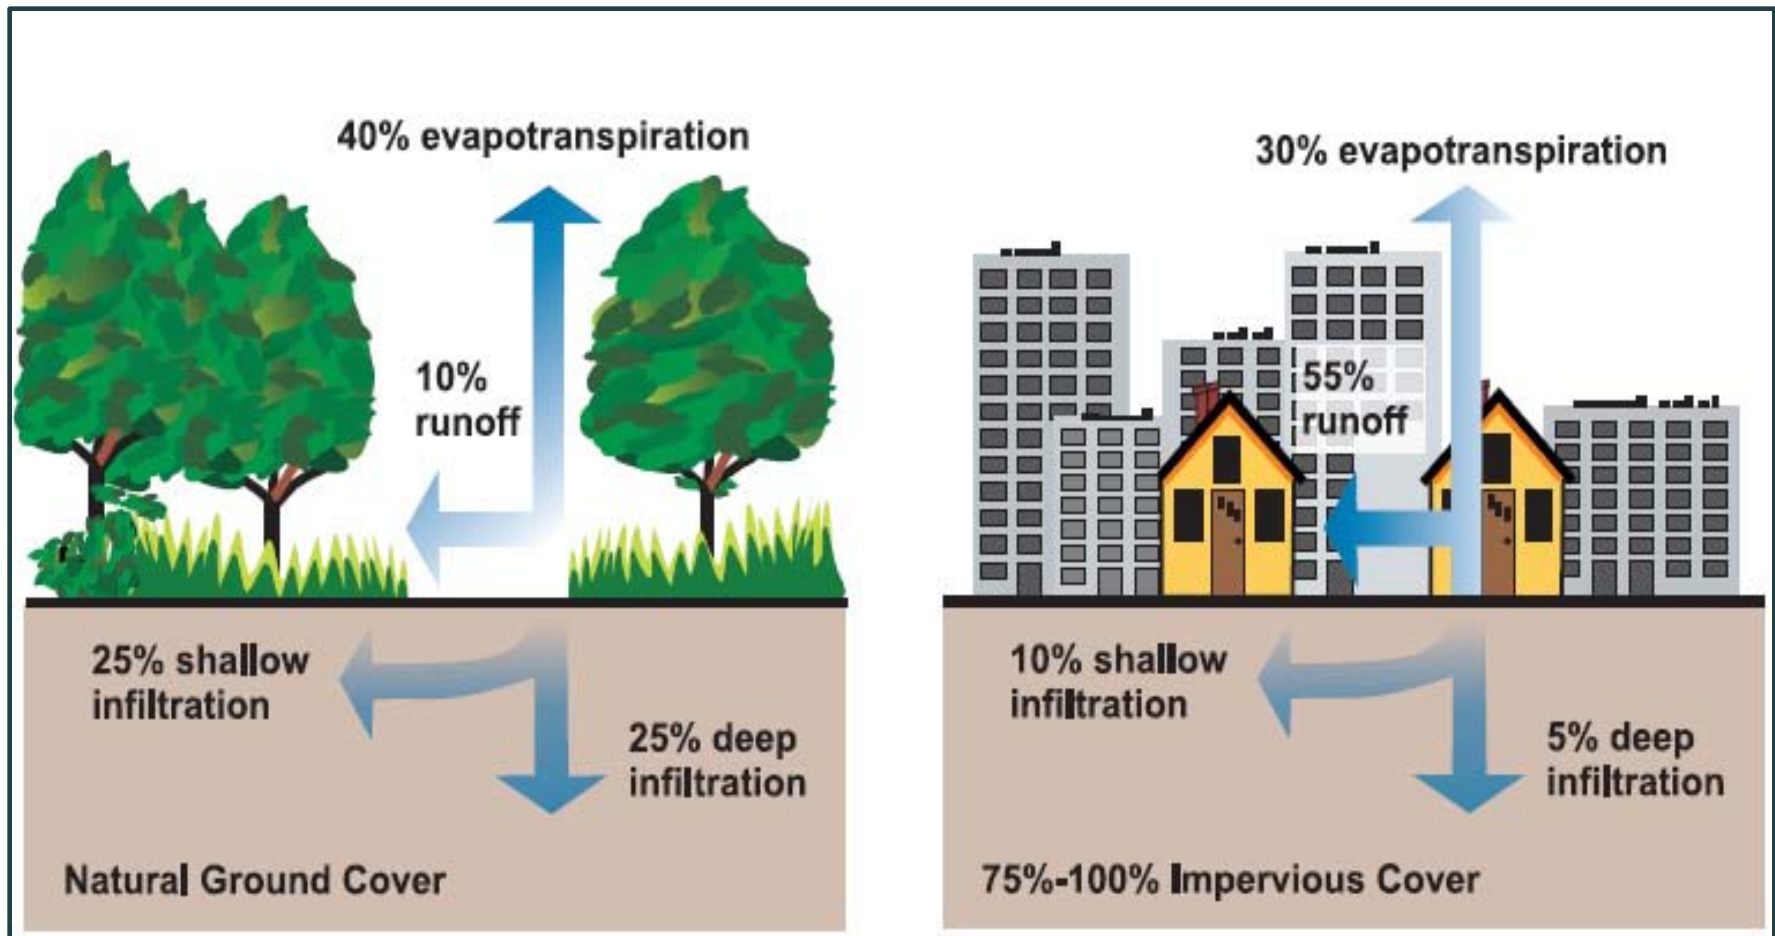 40% evapotranspiration
10%
runoff
25% shallow
infiltration
25% deep
infiltration
Natural Ground Cover
30% evapotranspiration
55%
runoff
10% shallow
infiltration
5% deep
infiltration
75%-100% Impervious Cover